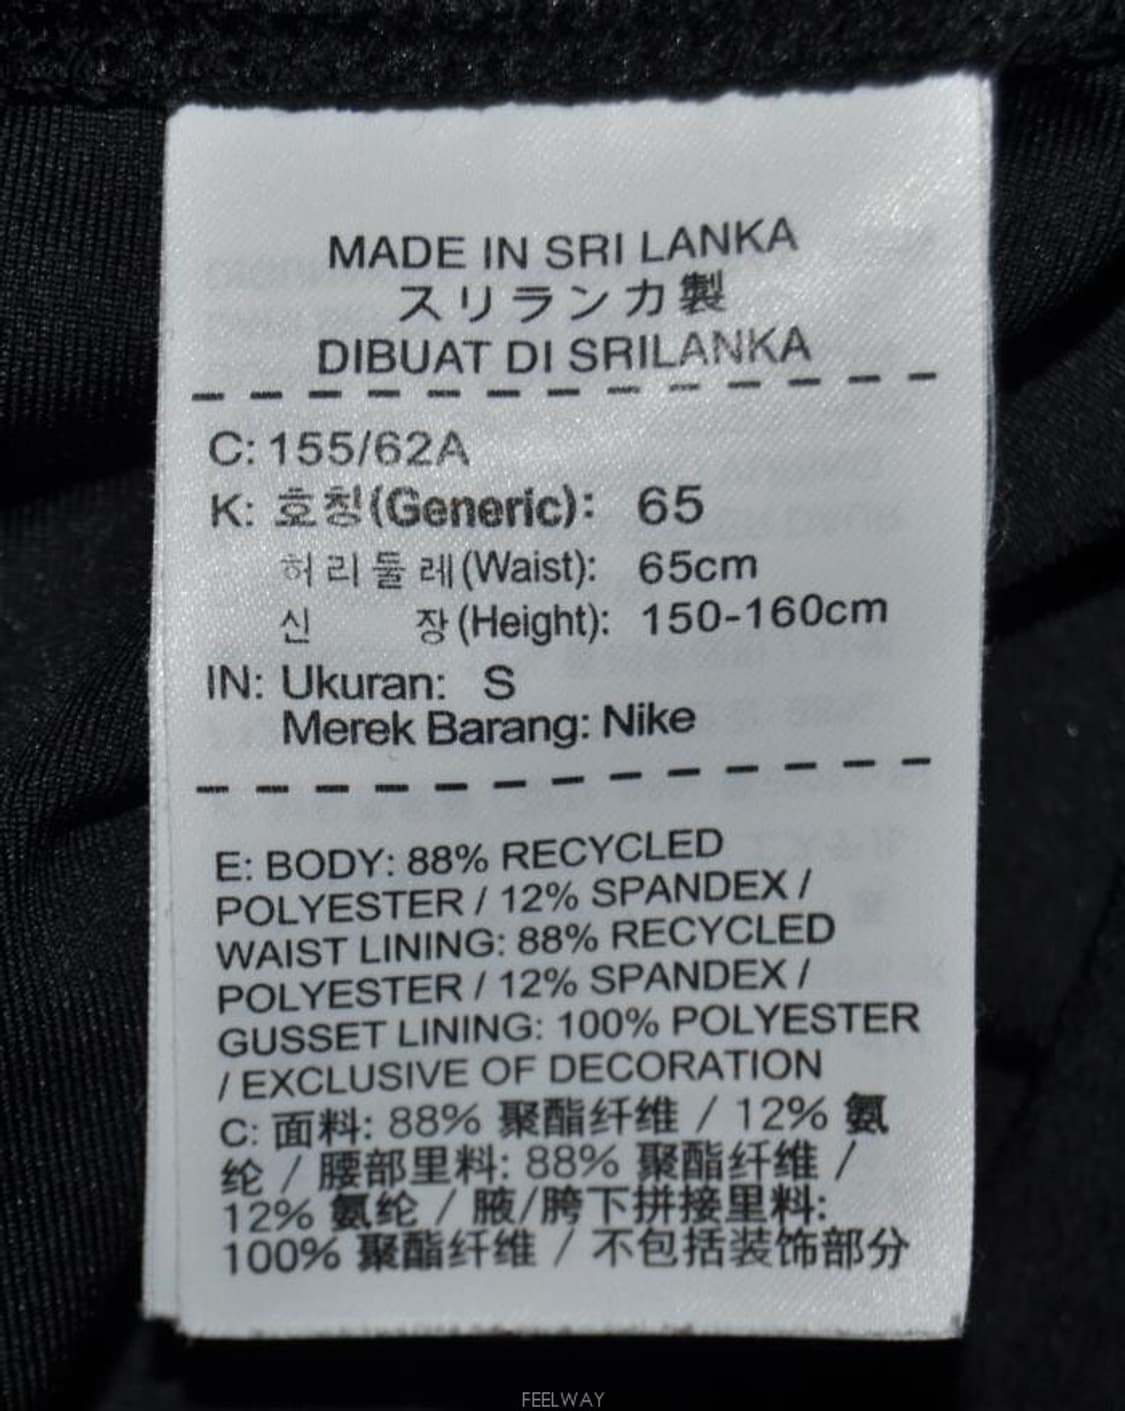 MADE IN SRI LANKA
スリランカ製
DIBUAT DI SRILANKA
C: 155/62A
K: 호칭(Generic): 65
허리둘레(Waist): 65cm
신 장(Height): 150-160cm
IN: Ukuran: S
Merek Barang: Nike
E: BODY: 88% RECYCLED
POLYESTER / 12% SPANDEX /
WAIST LINING: 88% RECYCLED
POLYESTER / 12% SPANDEX /
GUSSET LINING: 100% POLYESTER
/ EXCLUSIVE OF DECORATION
C: 面料: 88% 聚酯纤维 / 12% 氨
纶 / 腰部里料: 88% 聚酯纤维 /
12% 氨纶 / 腋/胯下拼接里料:
100% 聚酯纤维 / 不包括装饰部分
FEELWAY